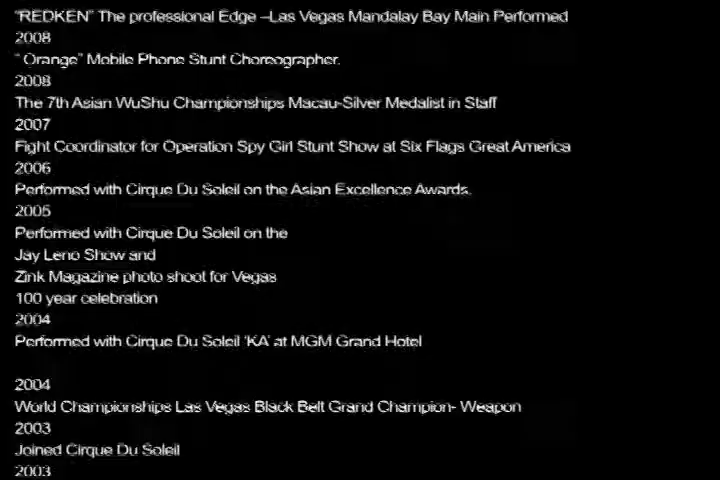 "REDKEN" The professional Edge –Las Vegas Mandalay Bay Main Performed
2008
" Orange" Mobile Phone Stunt Choreographer.
2008
The 7th Asian WuShu Championships Macau-Silver Medalist in Staff
2007
Fight Coordinator for Operation Spy Girl Stunt Show at Six Flags Great America
2006
Performed with Cirque Du Soleil on the Asian Excellence Awards.
2005
Performed with Cirque Du Soleil on the
Jay Leno Show and
Zink Magazine photo shoot for Vegas
100 year celebration
2004
Performed with Cirque Du Soleil 'KA' at MGM Grand Hotel
2004
World Championships Las Vegas Black Belt Grand Champion- Weapon
2003
Joined Cirque Du Soleil
2003